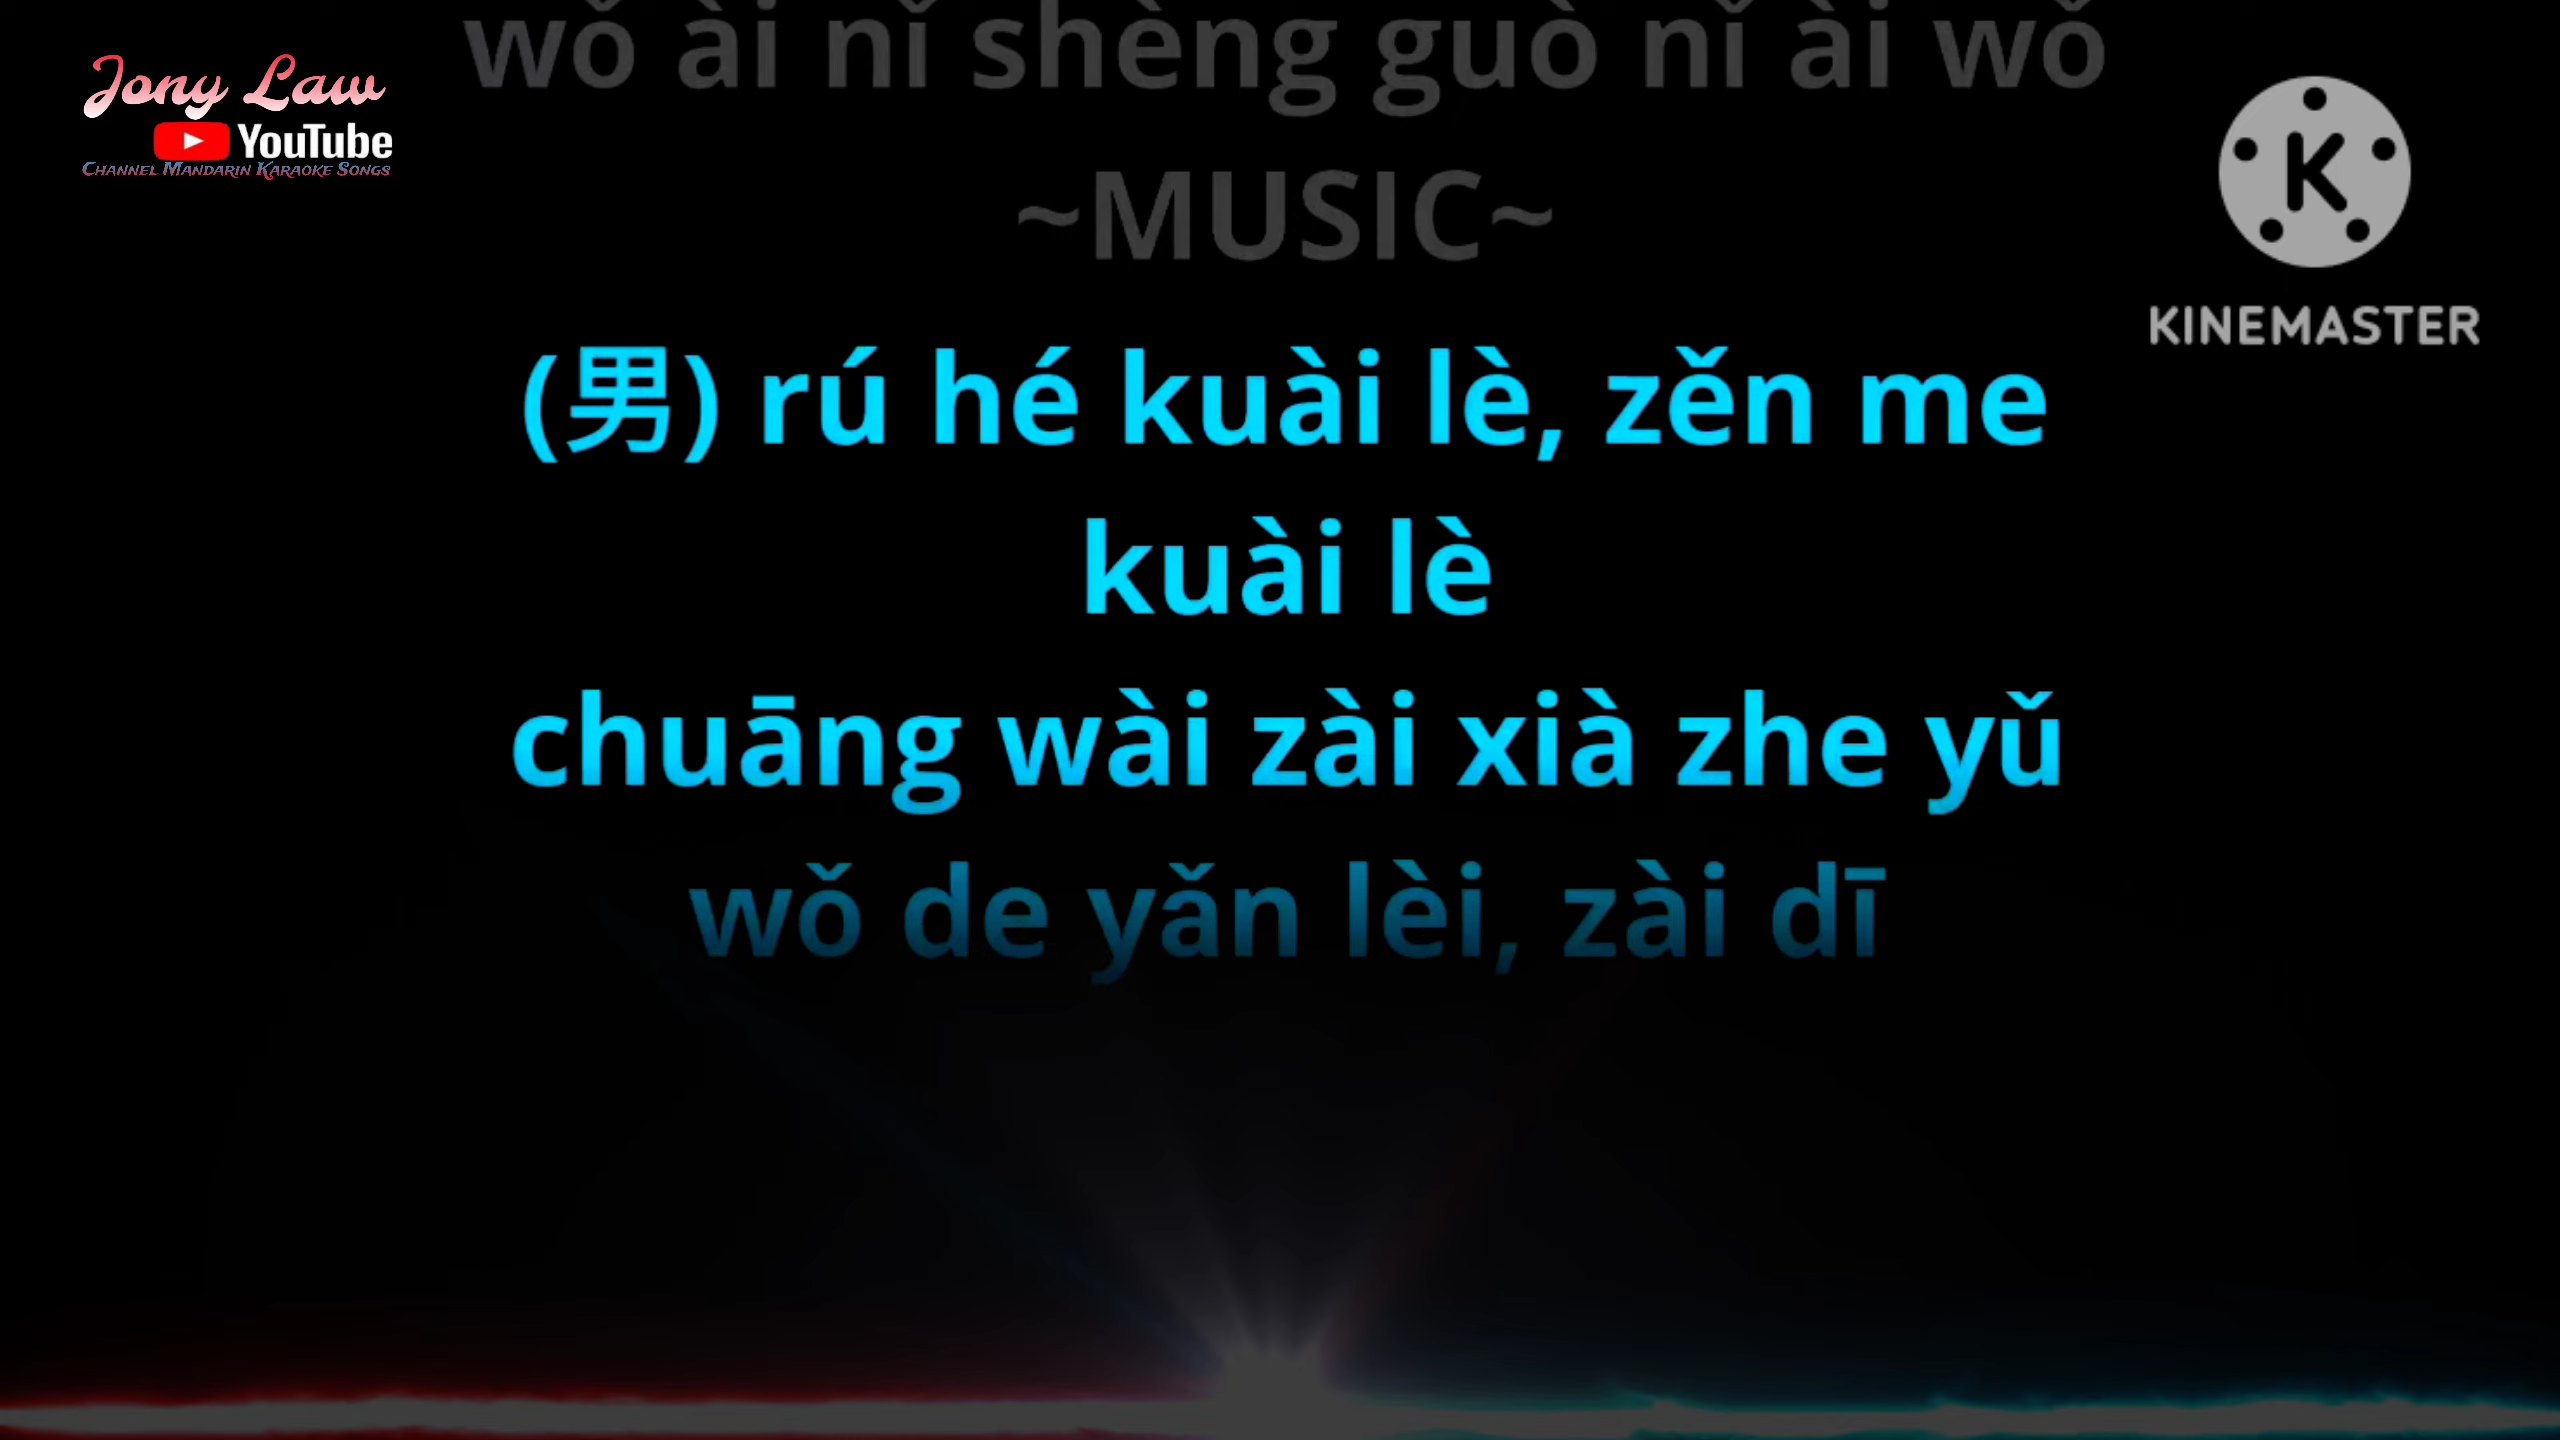 wǒ ài nǐ shèng guò nǐ ài wǒ
Jony Law
YouTube
Channel Mandarin Karaoke Songs
~MUSIC~
K
KINEMASTER
(男) rú hé kuài lè, zěn me
kuài lè
chuāng wài zài xià zhe yǔ
wǒ de yǎn lèi, zài dī